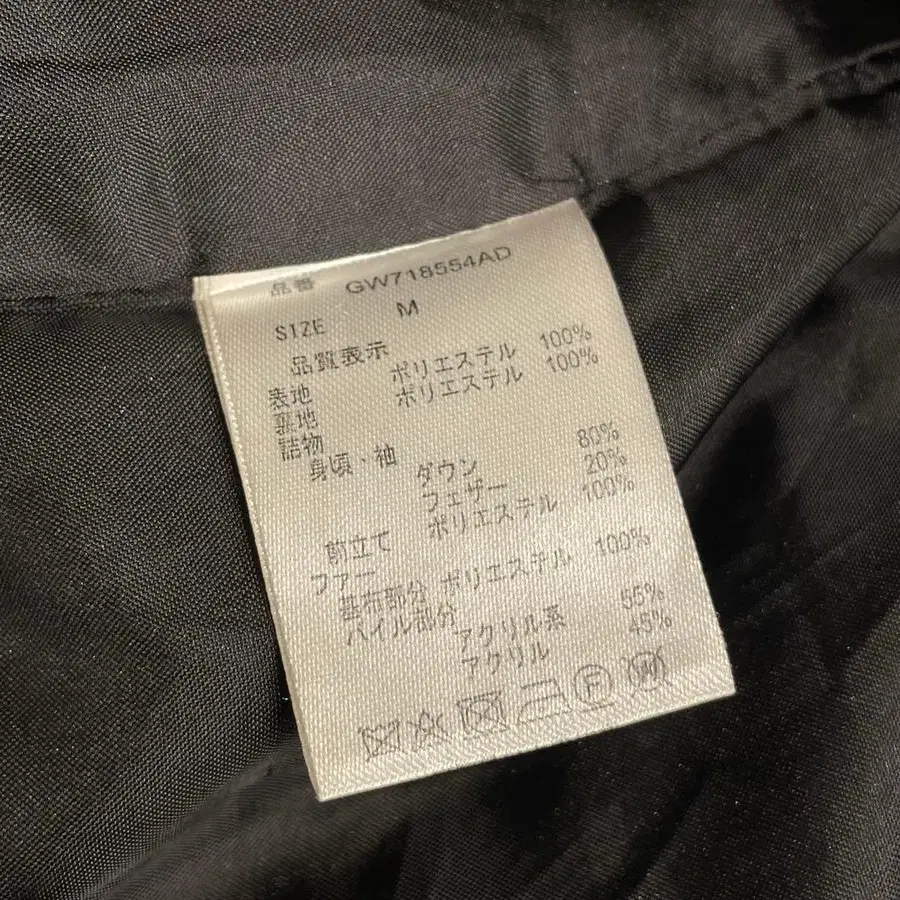 品番 GW718554AD
SIZE M
品質表示
表地 ポリエステル 100%
裏地 ポリエステル 100%
詰物
身頃・袖 ダウン 80%
フェザー 20%
前立て ポリエステル 100%
ファー
基布部分 ポリエステル 100%
パイル部分 アクリル系 55%
アクリル 45%
F W